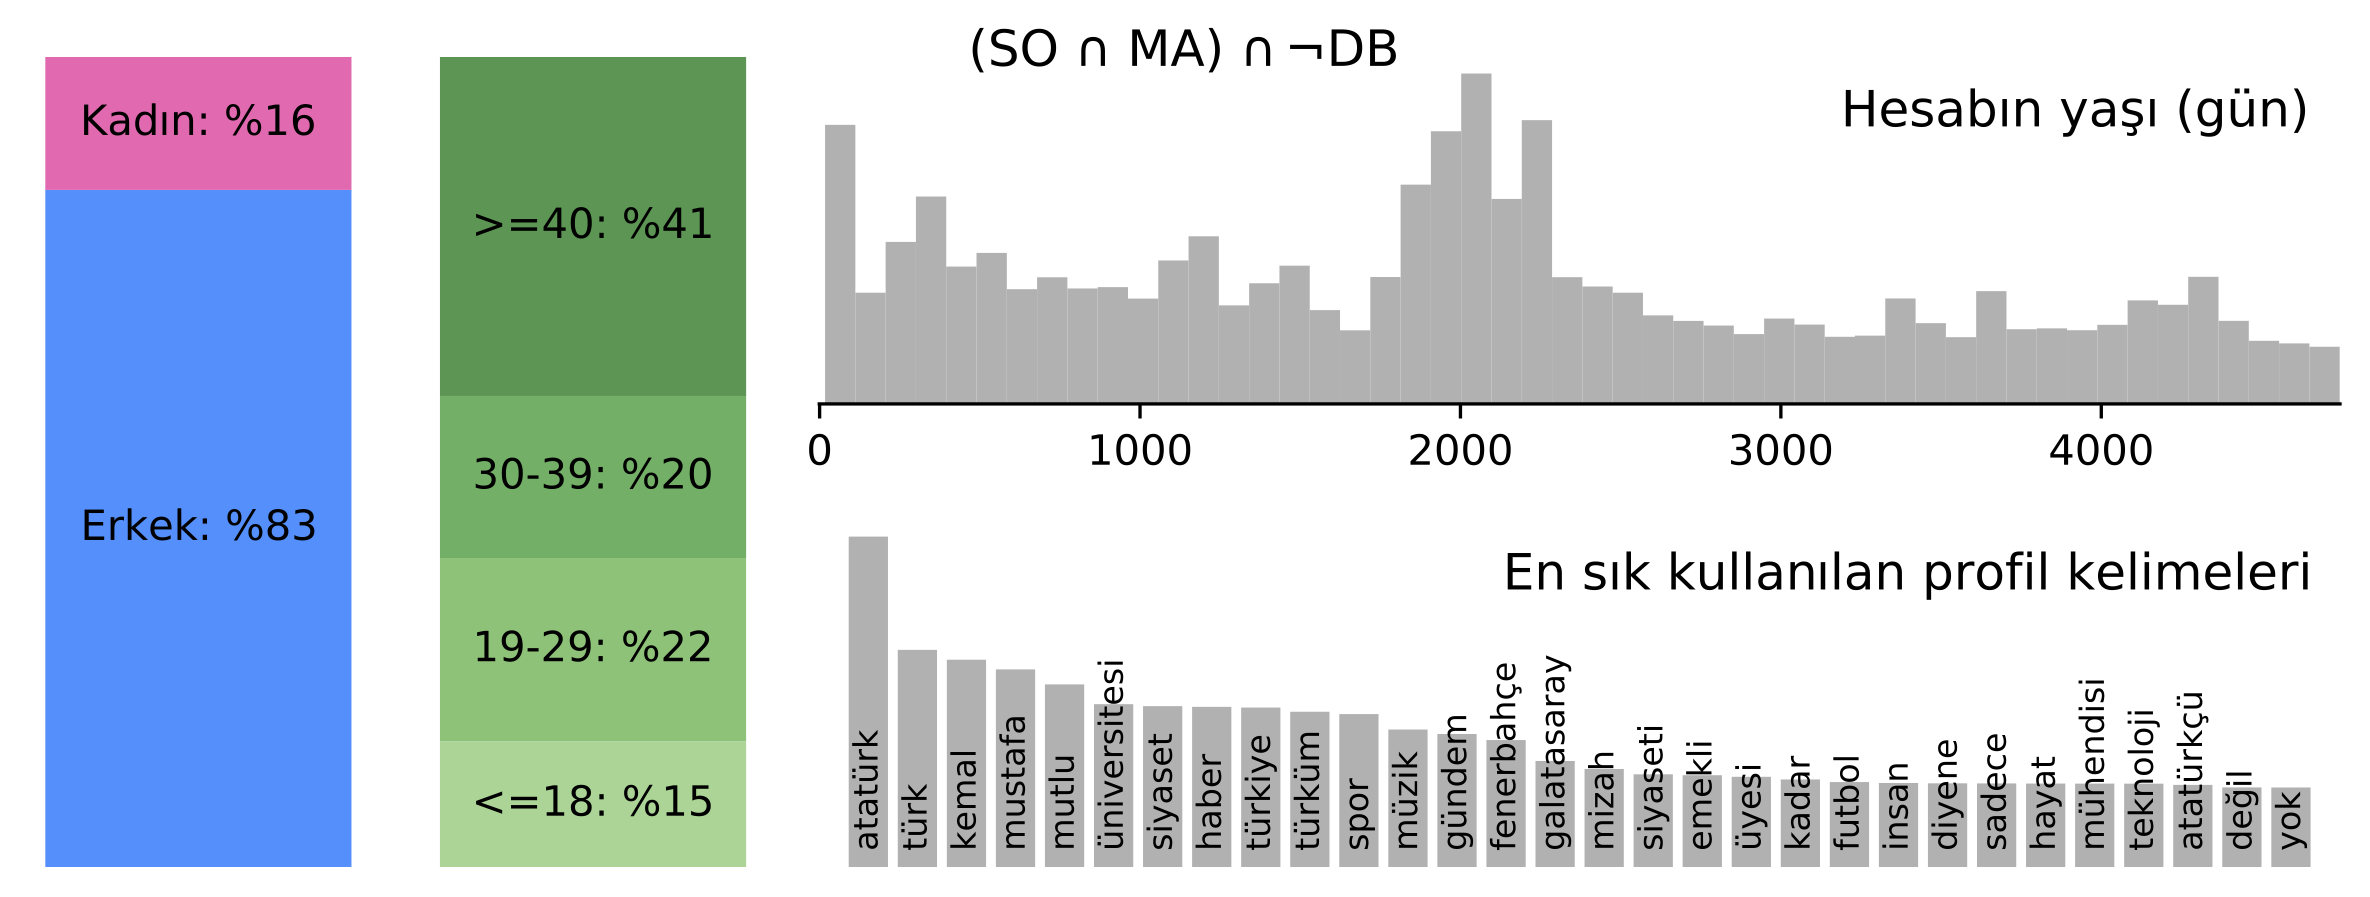 (SO ∩ MA) ∩ ¬DB
Kadın: %16
Erkek: %83
>=40: %41
30-39: %20
19-29: %22
<=18: %15
Hesabın yaşı (gün)
0 1000 2000 3000 4000
En sık kullanılan profil kelimeleri
atatürk
türk
kemal
mustafa
mutlu
üniversitesi
siyaset
haber
türkiye
türküm
spor
müzik
gündem
fenerbahçe
galatasaray
mizah
siyaseti
emekli
üyesi
kadar
futbol
insan
diyene
sadece
hayat
mühendisi
teknoloji
atatürkçü
değil
yok